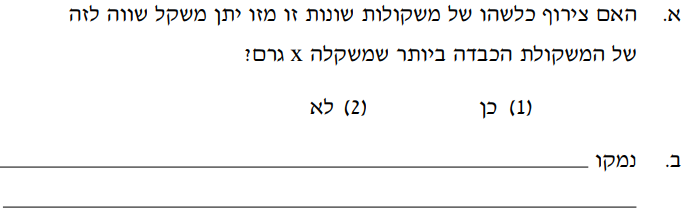 א. האם צירוף כלשהו של משקולות שונות זו מזו יתן משקל שווה לזה
של המשקולת הכבדה ביותר שמשקלה x גרם?
(1) כן (2) לא
ב. נמקו